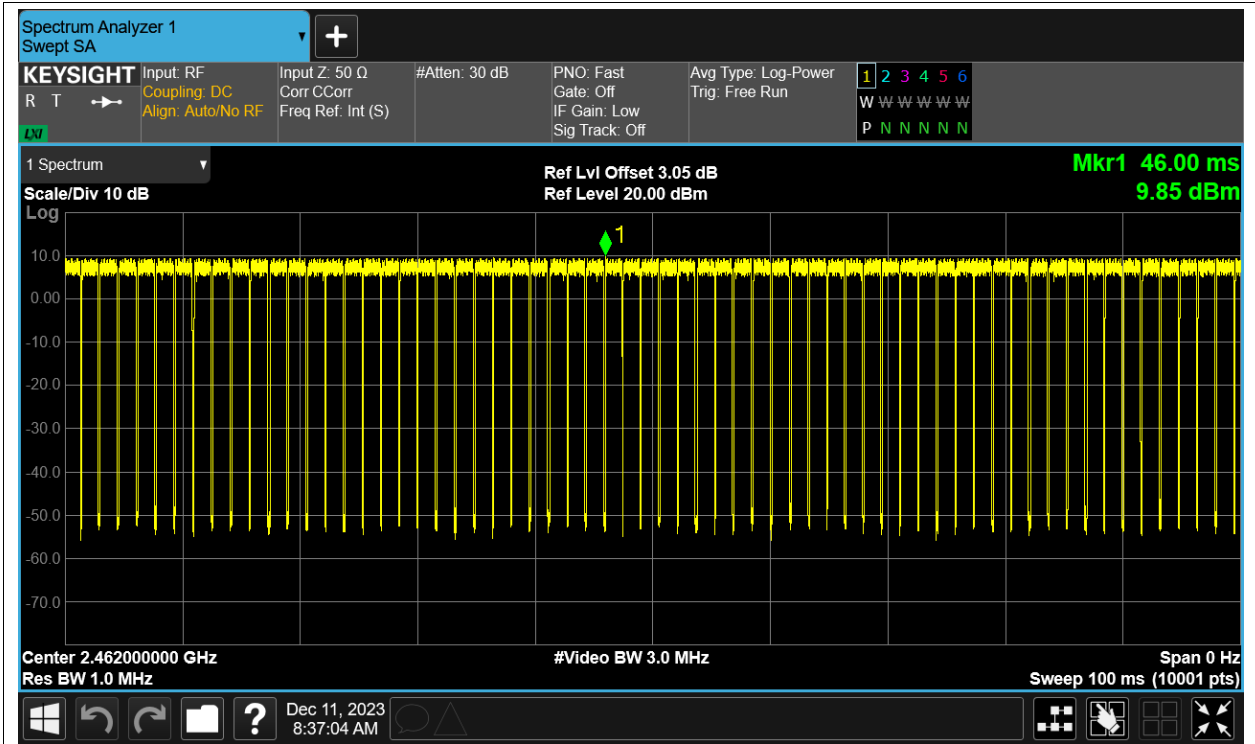 Spectrum Analyzer 1
Swept SA
KEYSIGHT
R T
LXI
Input: RF
Coupling: DC
Align: Auto/No RF
Input Z: 50 Ω
Corr CCorr
Freq Ref: Int (S)
#Atten: 30 dB
PNO: Fast
Gate: Off
IF Gain: Low
Sig Track: Off
Avg Type: Log-Power
Trig: Free Run
1 2 3 4 5 6
W W W W W W
P N N N N N
1 Spectrum
Scale/Div 10 dB
Log
Ref Lvl Offset 3.05 dB
Ref Level 20.00 dBm
Mkr1 46.00 ms
9.85 dBm
1
10.0
0.00
-10.0
-20.0
-30.0
-40.0
-50.0
-60.0
-70.0
Center 2.462000000 GHz
#Video BW 3.0 MHz
Span 0 Hz
Res BW 1.0 MHz
Sweep 100 ms (10001 pts)
?
Dec 11, 2023
8:37:04 AM